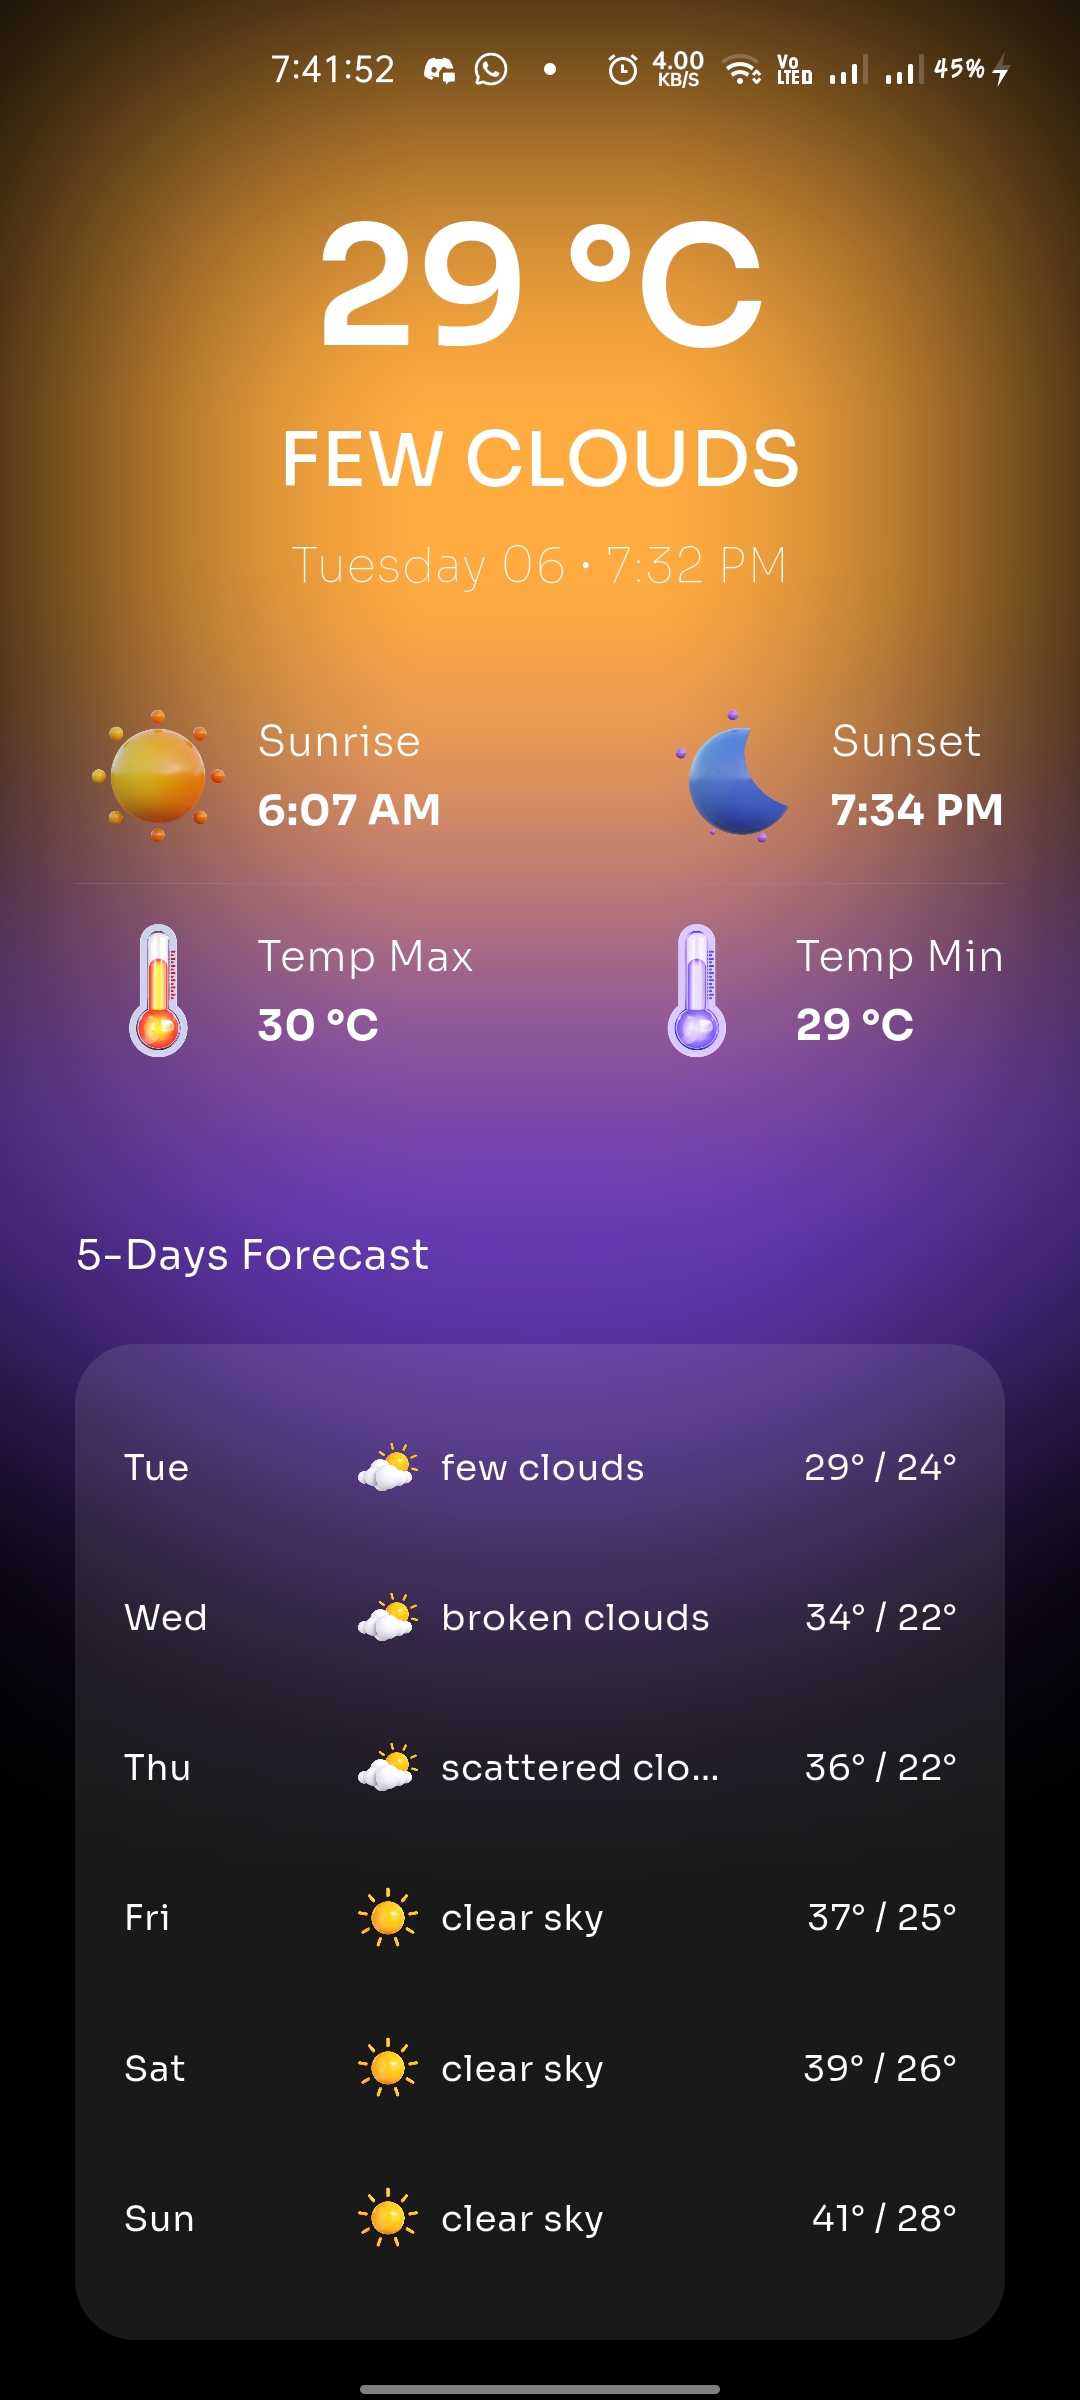 7:41:52 4.00 KB/S Vo LTED 45%
29 °C
FEW CLOUDS
Tuesday 06 • 7:32 PM
Sunrise Sunset
6:07 AM 7:34 PM
Temp Max Temp Min
30 °C 29 °C
5-Days Forecast
Tue few clouds 29° / 24°
Wed broken clouds 34° / 22°
Thu scattered clo... 36° / 22°
Fri clear sky 37° / 25°
Sat clear sky 39° / 26°
Sun clear sky 41° / 28°